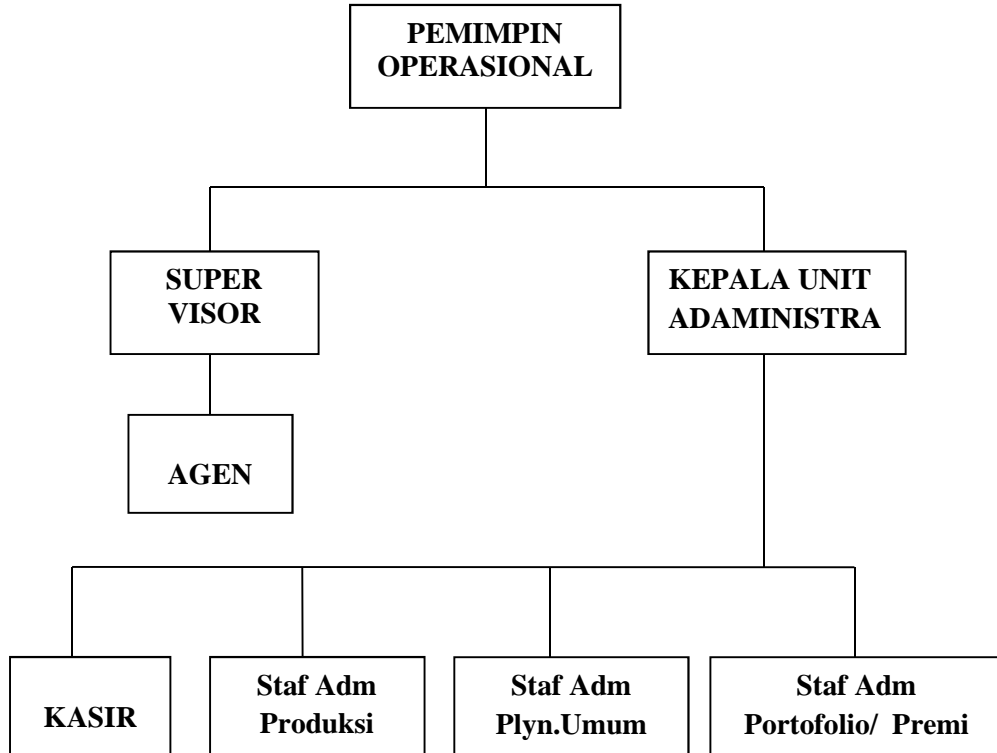 PEMIMPIN
OPERASIONAL
SUPER
VISOR
KEPALA UNIT
ADAMINISTRA
AGEN
KASIR
Staf Adm
Produksi
Staf Adm
Plyn.Umum
Staf Adm
Portofolio/ Premi